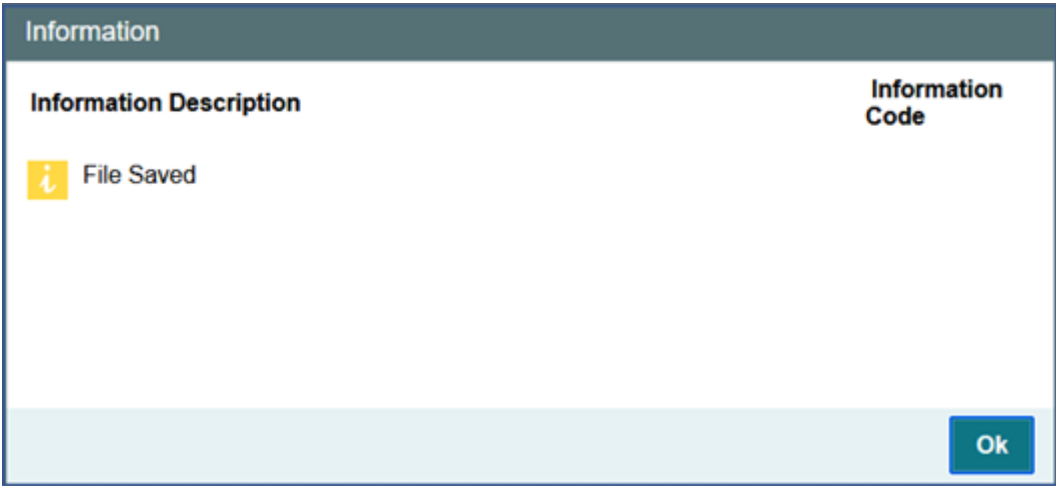 Information
Information Description
Information
Code
i File Saved
Ok